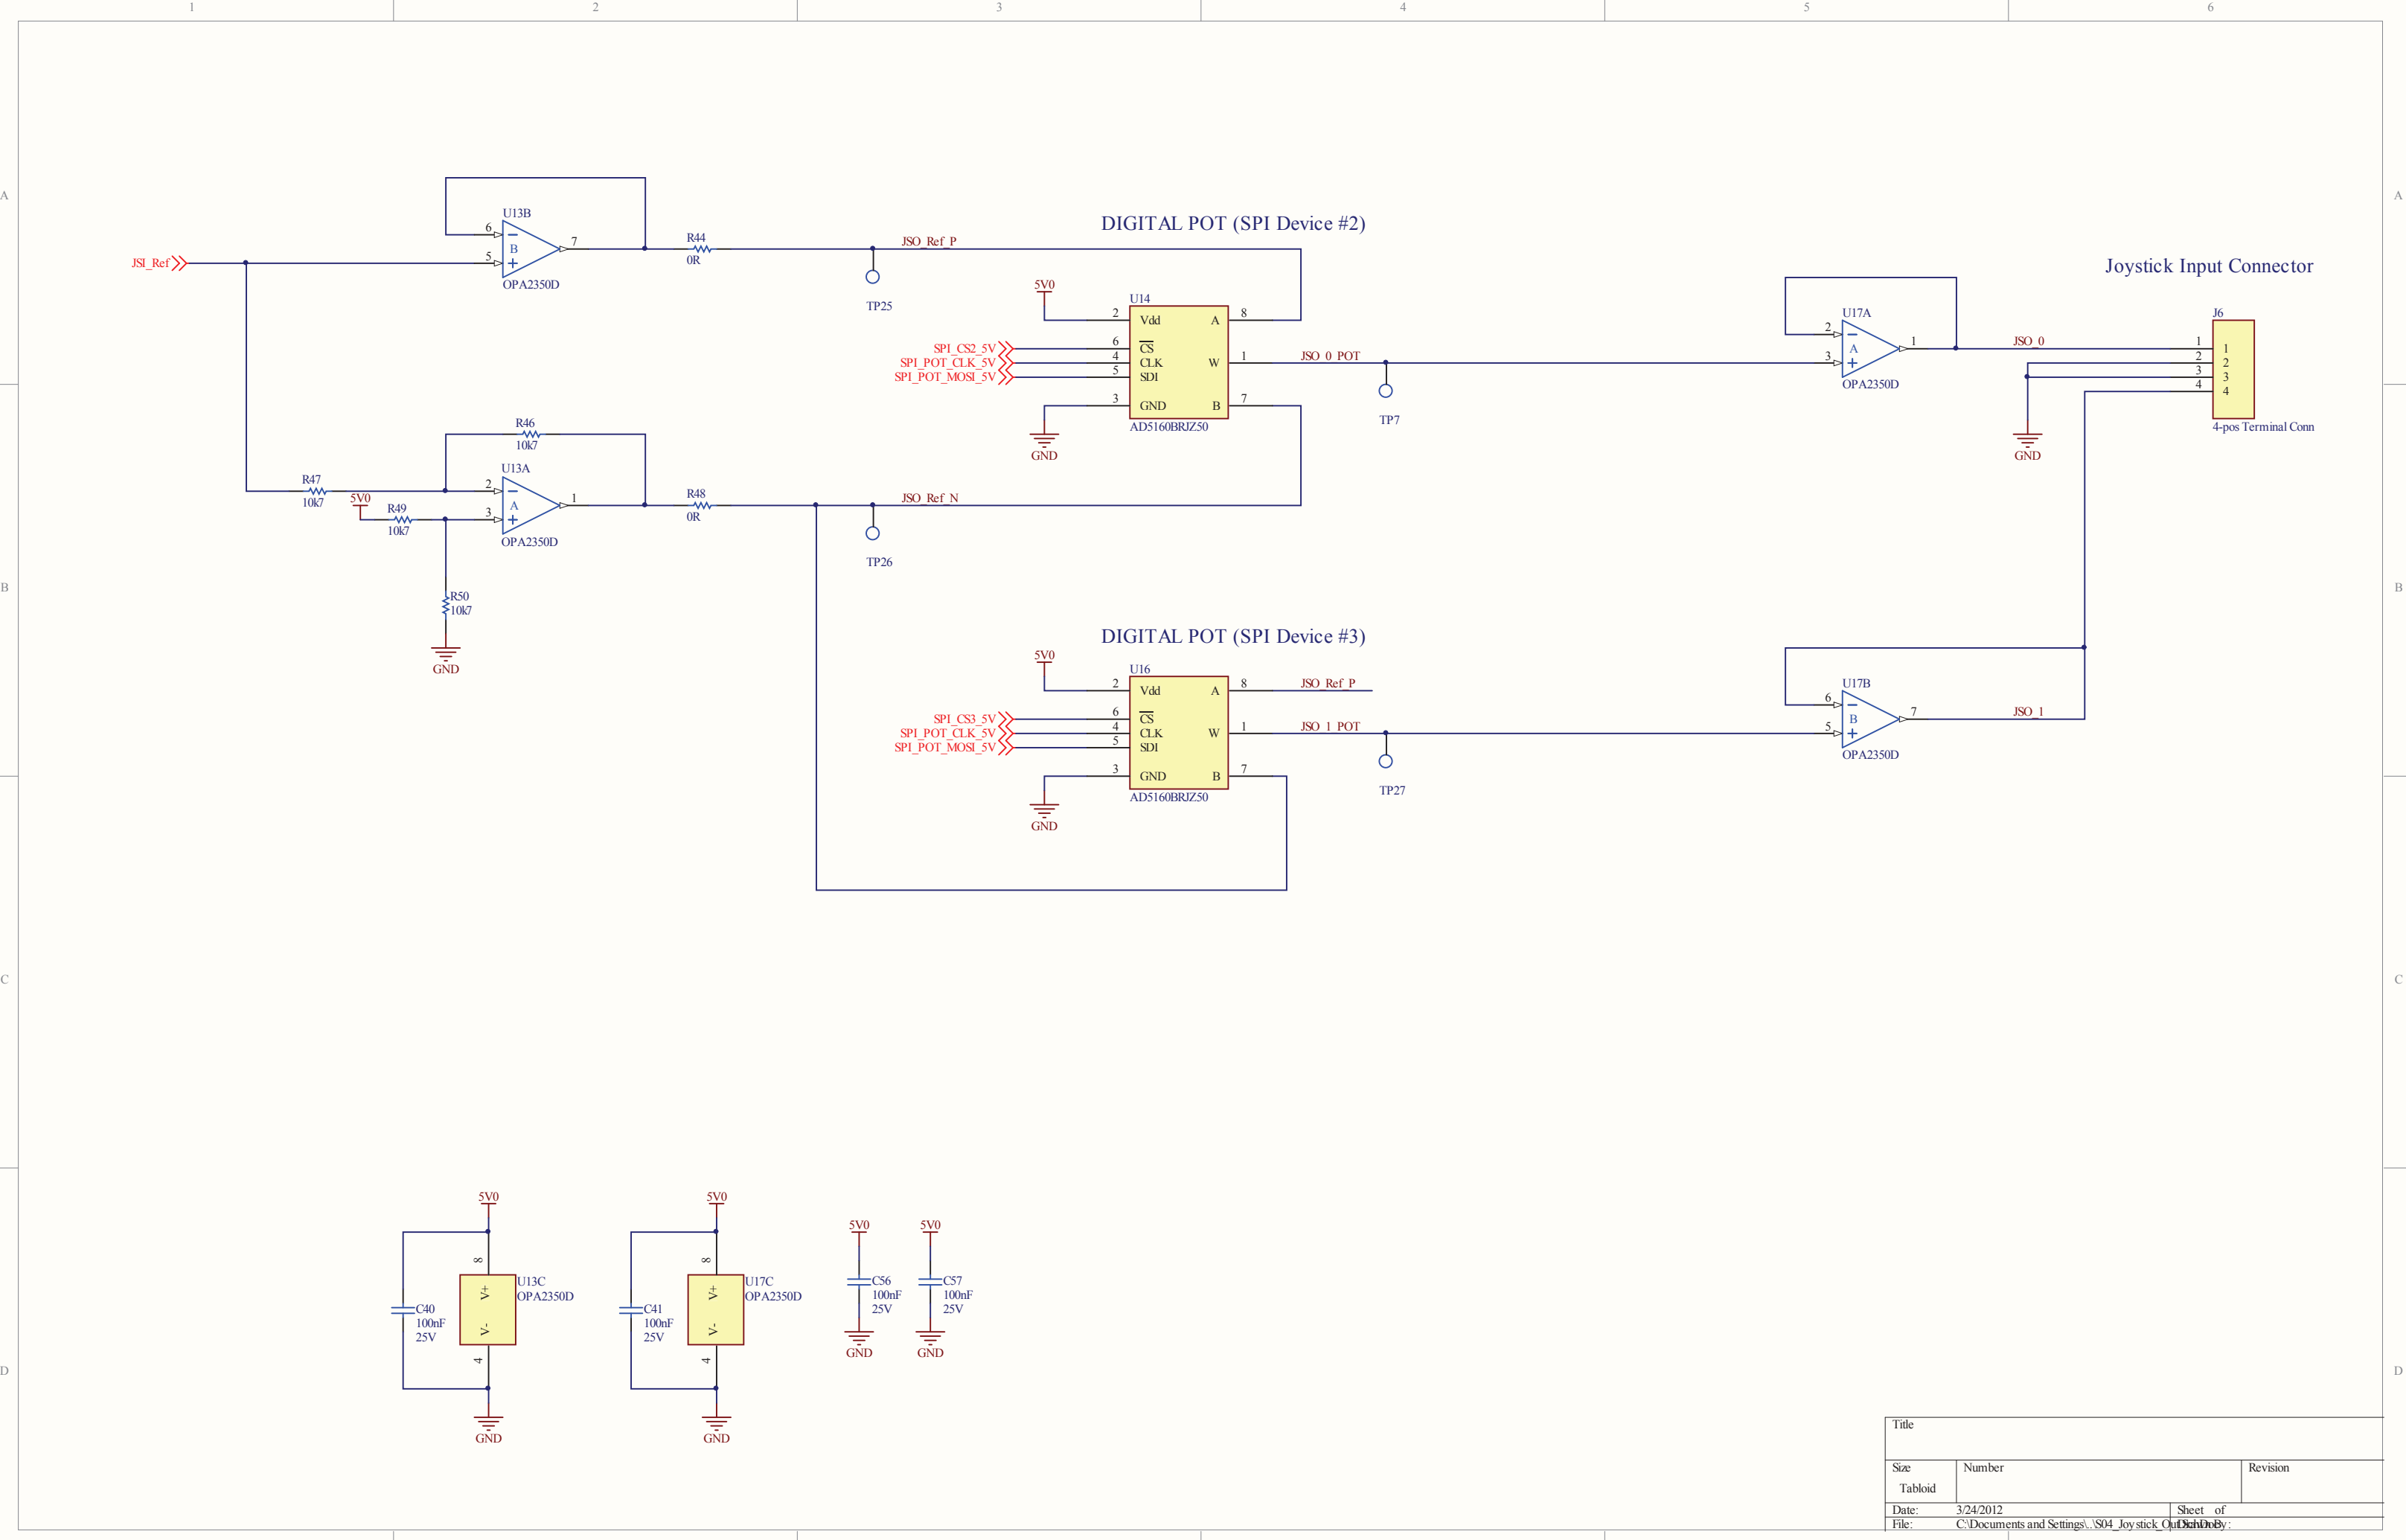 1 2 3 4 5 6
A A
B B
C C
D D
JSI_Ref
U13B
6
5
B
7
OPA2350D
R44
0R
JSO_Ref_P
TP25
DIGITAL POT (SPI Device #2)
5V0
U14
2 Vdd A 8
SPI_CS2_5V 6 CS
SPI_POT_CLK_5V 4 CLK W 1
SPI_POT_MOSI_5V 5 SDI
3 GND B 7
AD5160BRJZ50
GND
JSO_0_POT
TP7
U17A
2
3
A
1
OPA2350D
JSO_0
Joystick Input Connector
J6
1 1
2 2
3 3
4 4
4-pos Terminal Conn
GND
R46
10k7
U13A
2
3
A
1
OPA2350D
R47
10k7
5V0
R49
10k7
R50
10k7
GND
R48
0R
JSO_Ref_N
TP26
DIGITAL POT (SPI Device #3)
5V0
U16
2 Vdd A 8
JSO_Ref_P
SPI_CS3_5V 6 CS
SPI_POT_CLK_5V 4 CLK W 1
SPI_POT_MOSI_5V 5 SDI
3 GND B 7
AD5160BRJZ50
GND
JSO_1_POT
TP27
U17B
6
5
B
7
OPA2350D
JSO_1
5V0
8
V+
V-
4
U13C
OPA2350D
C40
100nF
25V
GND
5V0
8
V+
V-
4
U17C
OPA2350D
C41
100nF
25V
GND
5V0
C56
100nF
25V
GND
5V0
C57
100nF
25V
GND
Title
Size Number Revision
Tabloid
Date: 3/24/2012 Sheet of
File: C:\Documents and Settings\..\S04_Joystick_Out.SchDoc Drawn By: